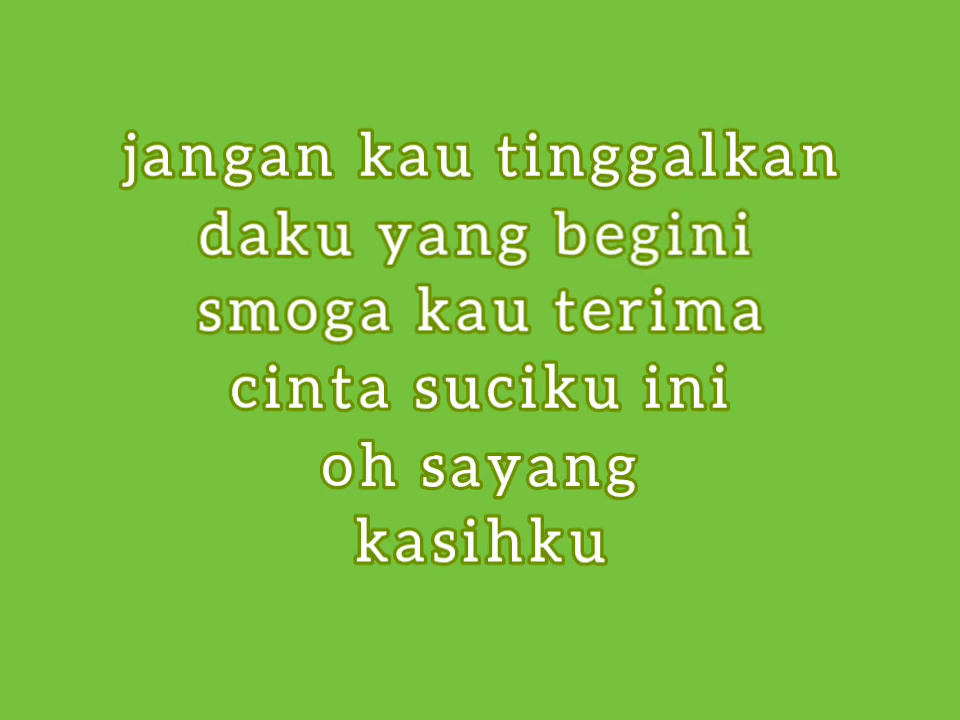 jangan kau tinggalkan
daku yang begini
smoga kau terima
cinta suciku ini
oh sayang
kasihku